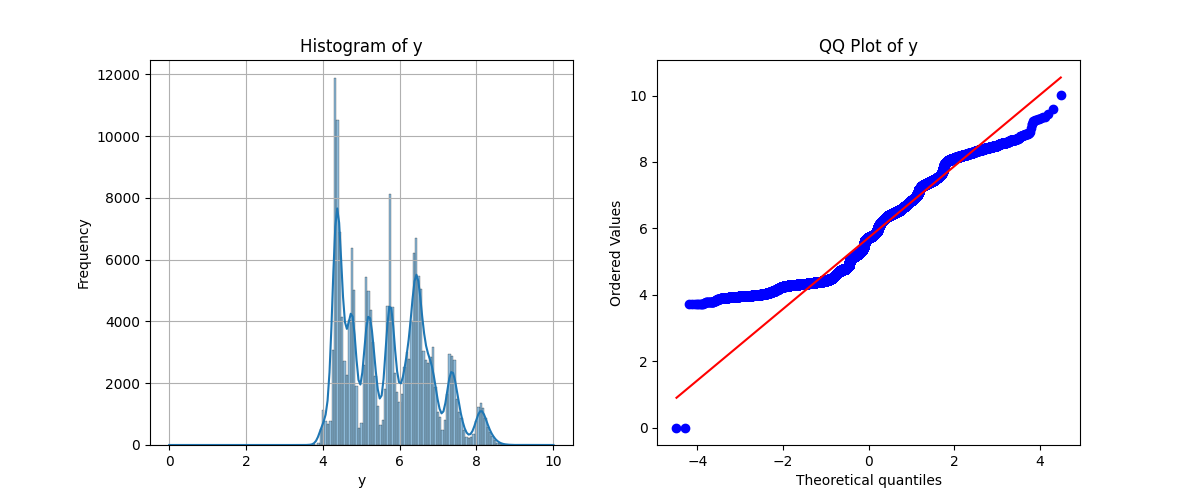 Histogram of y
12000
10000
8000
6000
4000
2000
0
Frequency
0 2 4 6 8 10
y
QQ Plot of y
10
8
6
4
2
0
Ordered Values
−4 −2 0 2 4
Theoretical quantiles